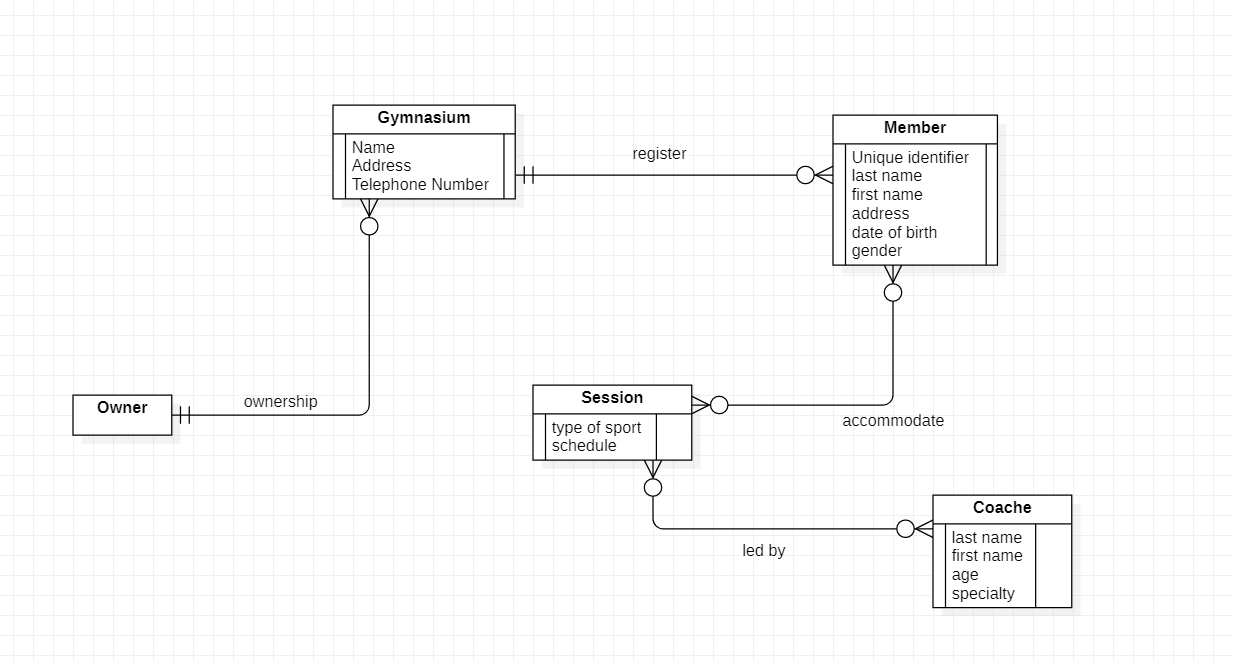 Gymnasium
Name
Address
Telephone Number
register
Member
Unique identifier
last name
first name
address
date of birth
gender
Owner
ownership
Session
type of sport
schedule
accommodate
led by
Coache
last name
first name
age
specialty